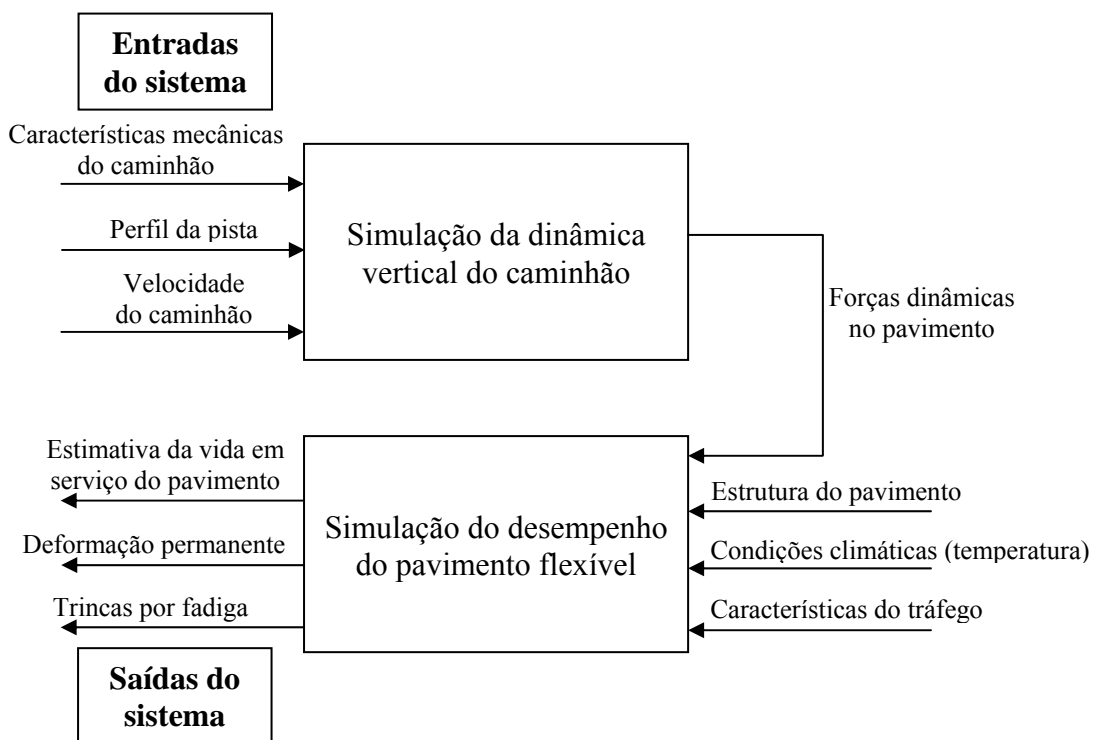 Entradas
do sistema
Características mecânicas
do caminhão
Perfil da pista
Velocidade
do caminhão
Simulação da dinâmica
vertical do caminhão
Forças dinâmicas
no pavimento
Estimativa da vida em
serviço do pavimento
Deformação permanente
Trincas por fadiga
Simulação do desempenho
do pavimento flexível
Estrutura do pavimento
Condições climáticas (temperatura)
Características do tráfego
Saídas do
sistema